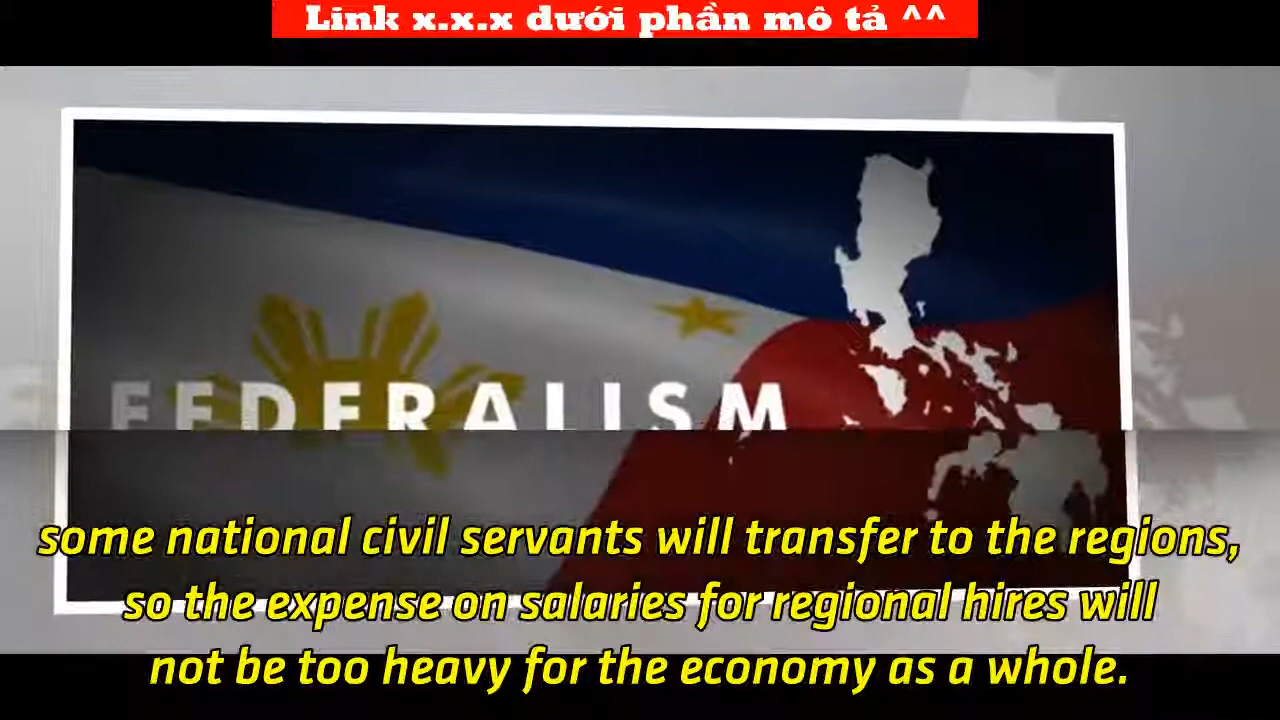 Link x.x.x dưới phần mô tả ^^
FEDERALISM
some national civil servants will transfer to the regions,
so the expense on salaries for regional hires will
not be too heavy for the economy as a whole.